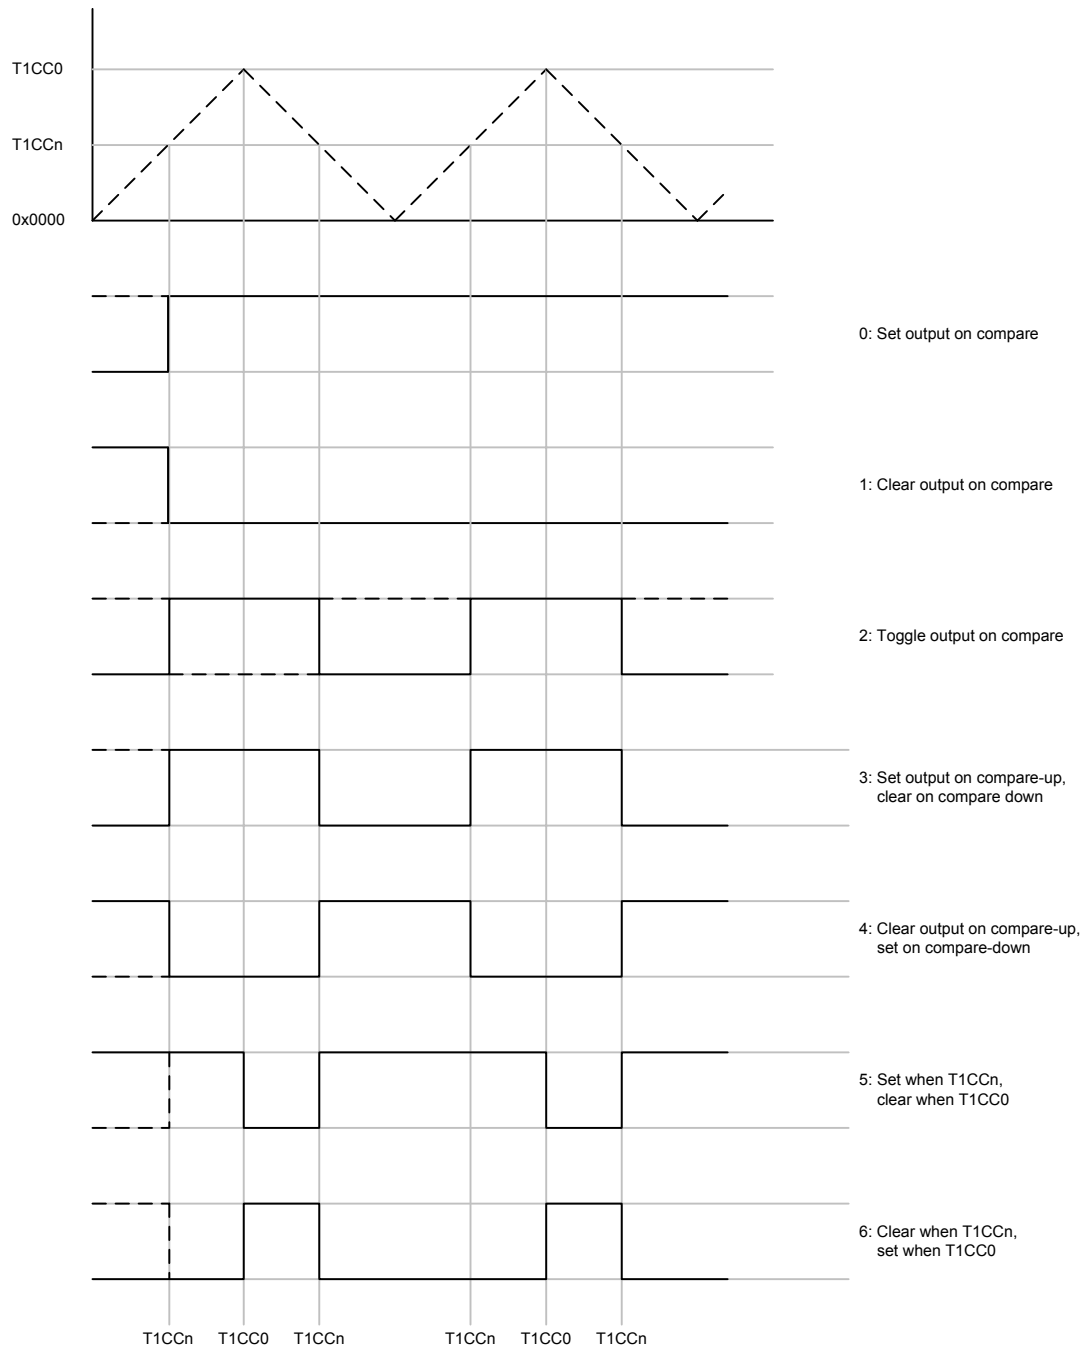 T1CC0
T1CCn
0x0000
0: Set output on compare
1: Clear output on compare
2: Toggle output on compare
3: Set output on compare-up,
clear on compare down
4: Clear output on compare-up,
set on compare-down
5: Set when T1CCn,
clear when T1CC0
6: Clear when T1CCn,
set when T1CC0
T1CCn T1CC0 T1CCn T1CCn T1CC0 T1CCn